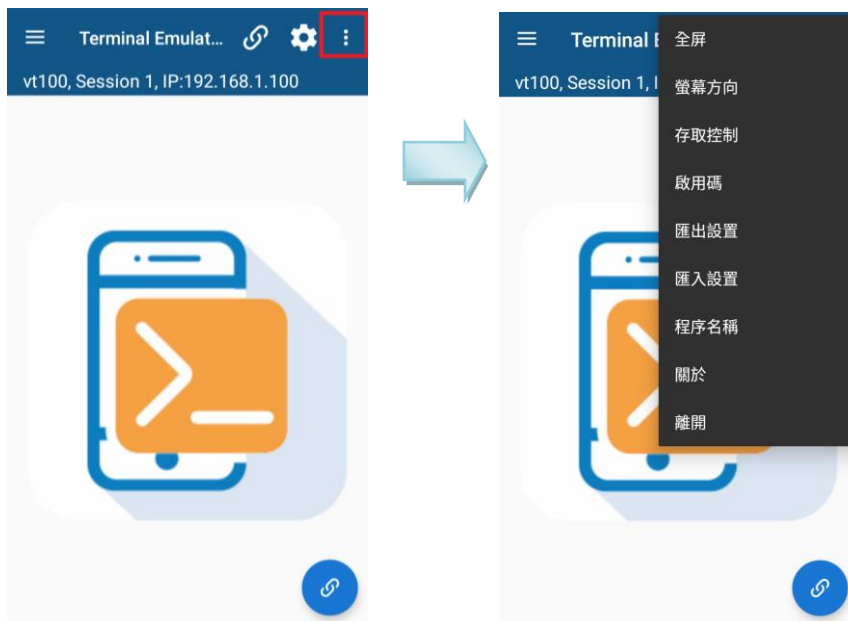 Terminal Emulat...
vt100, Session 1, IP:192.168.1.100
Terminal
vt100, Session 1, I
全屏
螢幕方向
存取控制
啟用碼
匯出設置
匯入設置
程序名稱
關於
離開